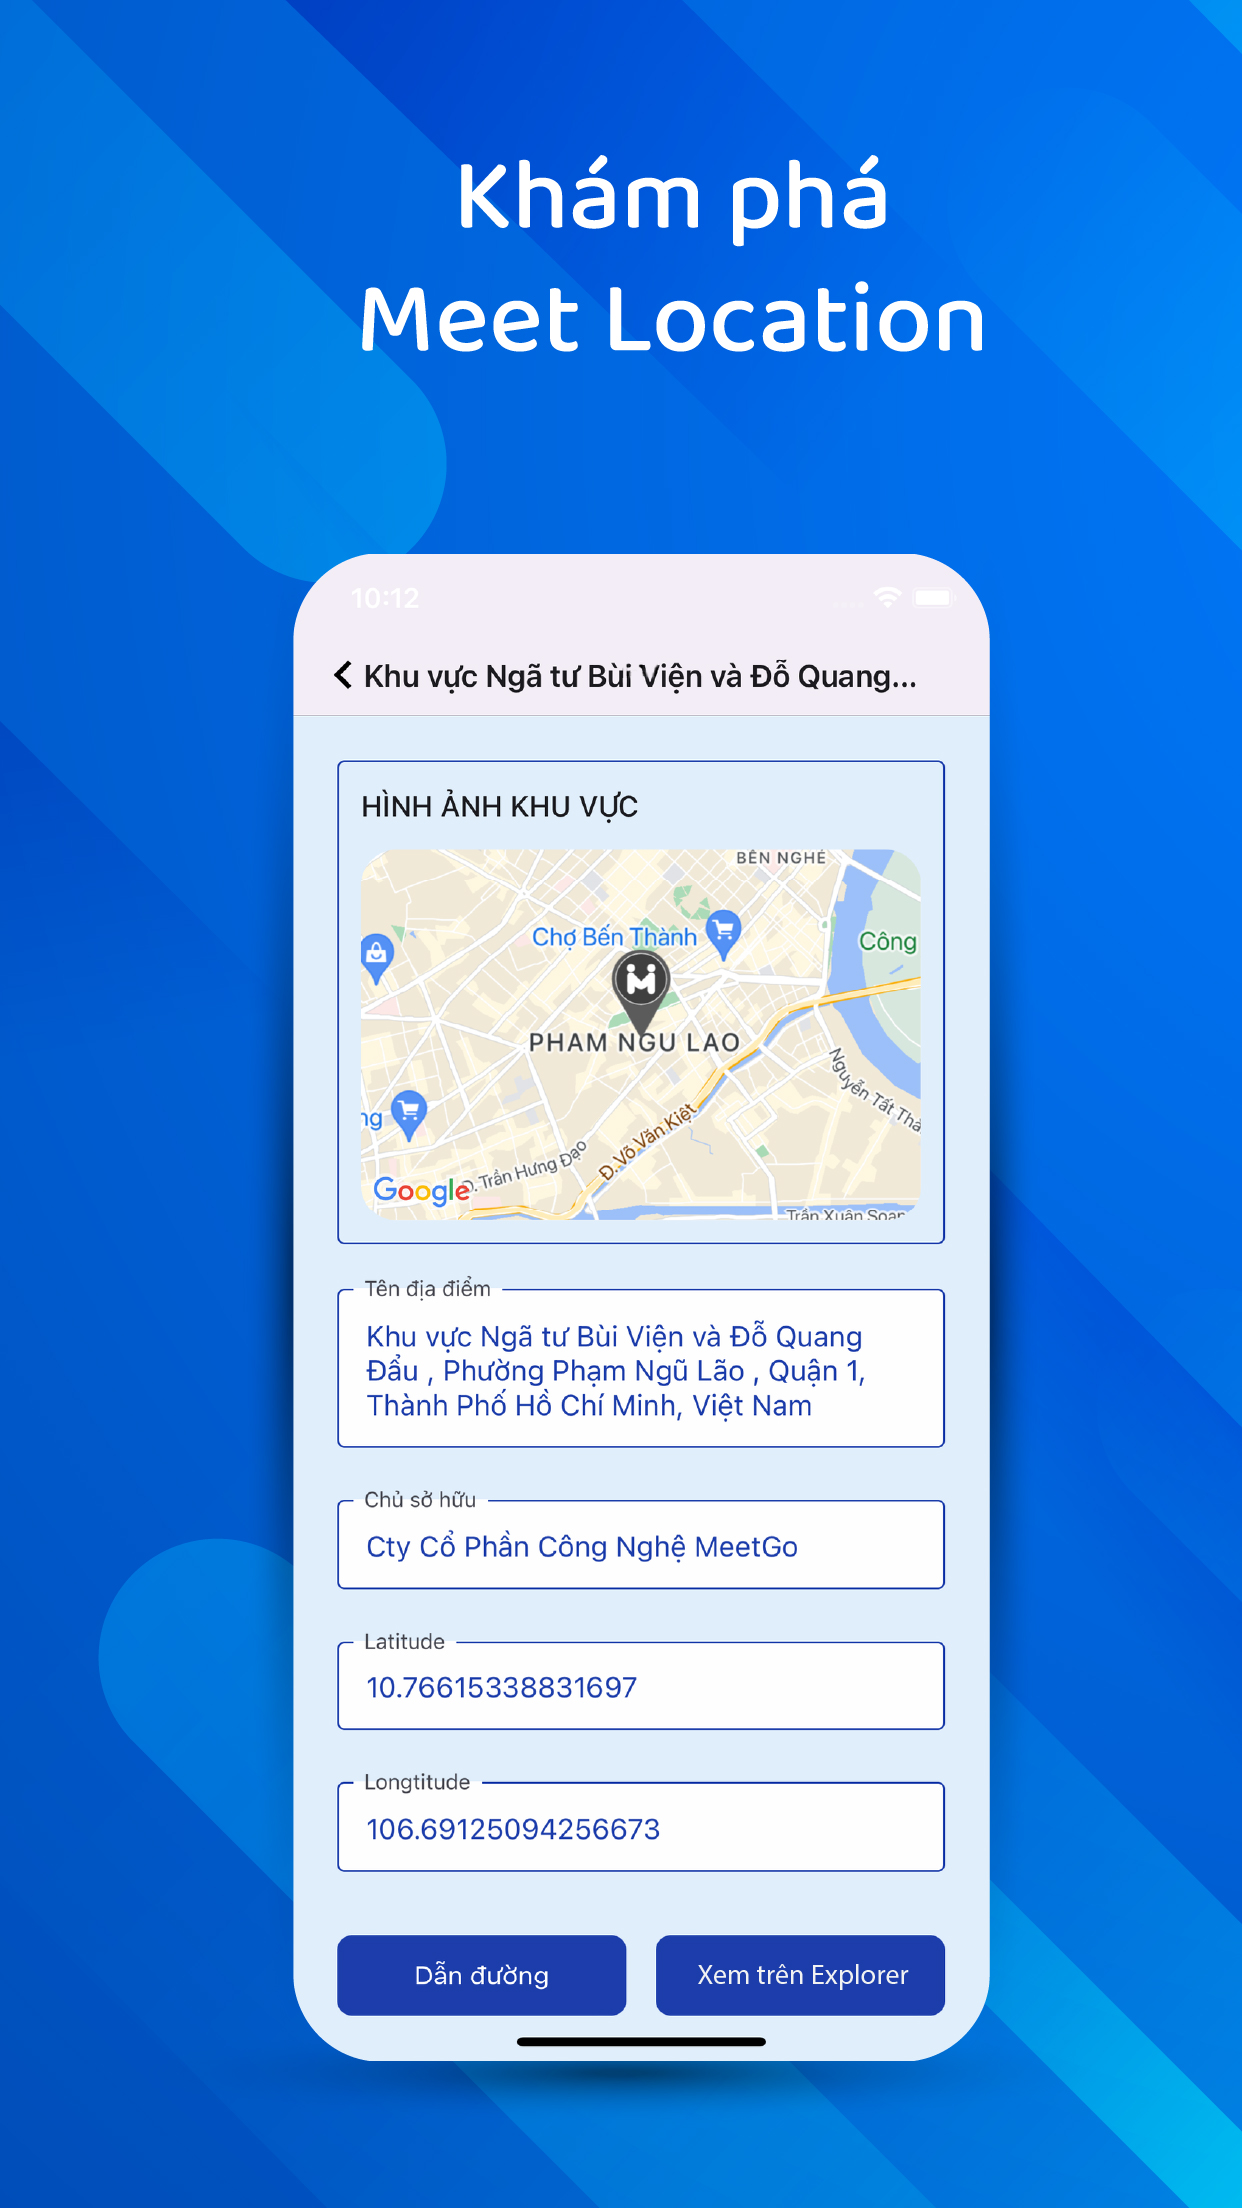 Khám phá
Meet Location
10:12
Khu vực Ngã tư Bùi Viện và Đỗ Quang...
HÌNH ẢNH KHU VỰC
BẾN NGHÉ
Chợ Bến Thành
Công
PHAM NGU LAO
Nguyễn Tất Thà
ng
Đ. Võ Văn Kiệt
Đ. Trần Hưng Đạo
Google
Trần Xuân Soạn
Tên địa điểm
Khu vực Ngã tư Bùi Viện và Đỗ Quang
Đẩu , Phường Phạm Ngũ Lão , Quận 1,
Thành Phố Hồ Chí Minh, Việt Nam
Chủ sở hữu
Cty Cổ Phần Công Nghệ MeetGo
Latitude
10.76615338831697
Longtitude
106.69125094256673
Dẫn đường
Xem trên Explorer